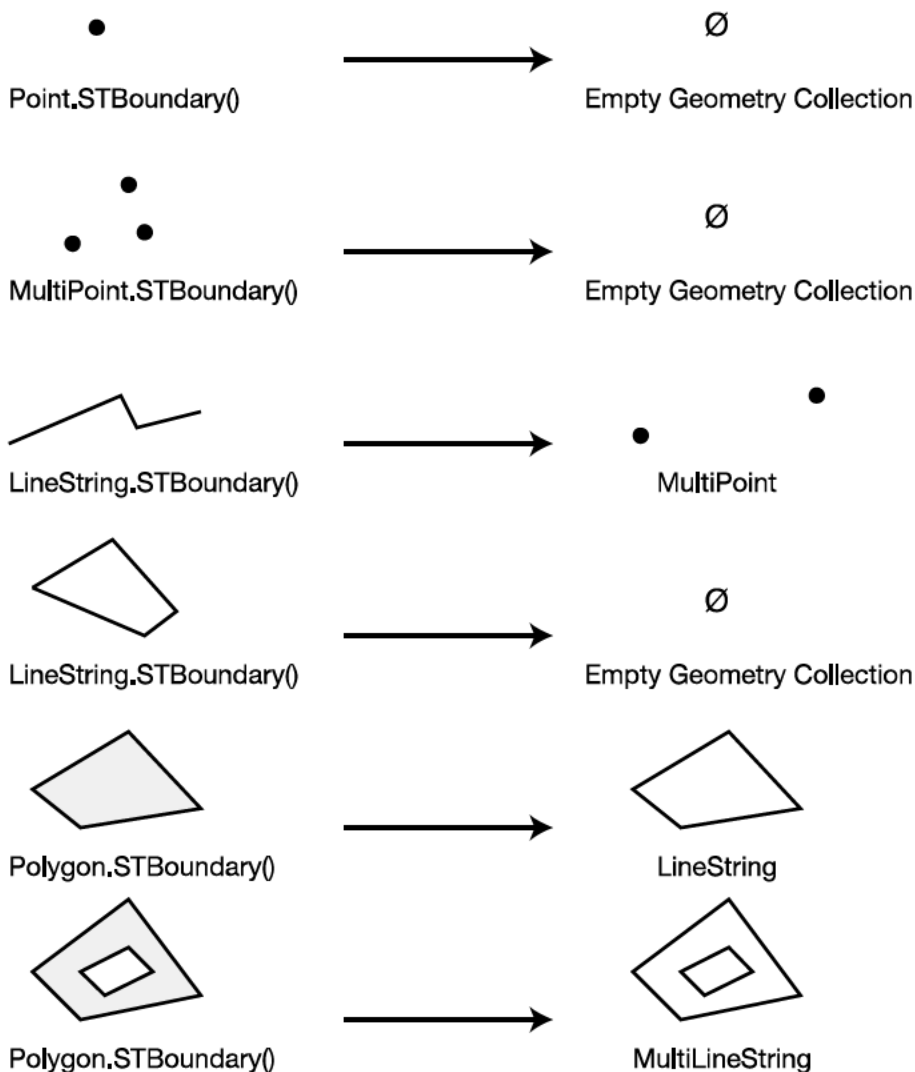 Ø
Point.STBoundary()
Empty Geometry Collection
Ø
MultiPoint.STBoundary()
Empty Geometry Collection
LineString.STBoundary()
MultiPoint
Ø
LineString.STBoundary()
Empty Geometry Collection
Polygon.STBoundary()
LineString
Polygon.STBoundary()
MultiLineString